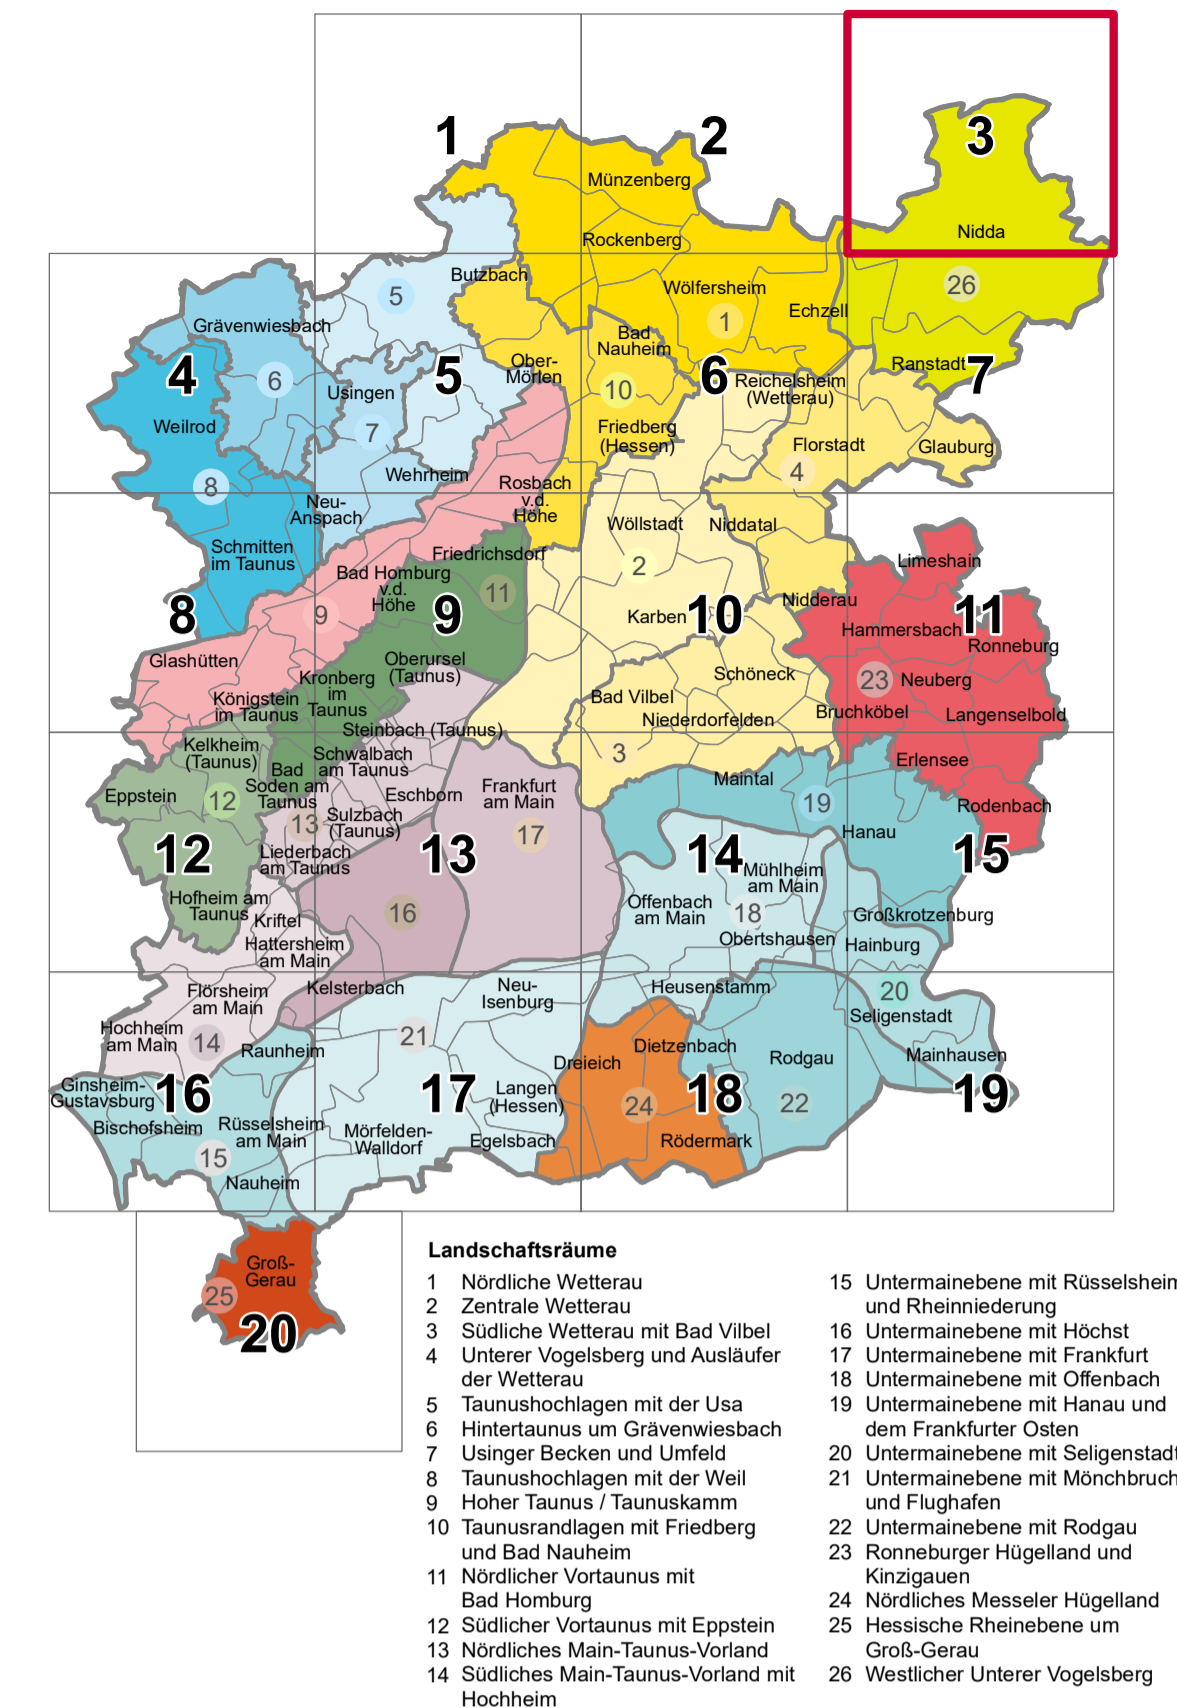 1
2
3
Münzenberg
Nidda
Rockenberg
Butzbach
5
26
Wölfersheim
Echzell
1
Grävenwiesbach
Bad
Nauheim
Ober-
Mörlen
Ranstadt
4
5
6
7
6
Usingen
10
Reichelsheim
(Wetterau)
Weilrod
7
Friedberg
(Hessen)
Florstadt
Glauburg
4
Wehrheim
8
Rosbach
v.d.
Höhe
Neu-
Anspach
Wöllstadt
Niddatal
Schmitten
im Taunus
Friedrichsdorf
Limeshain
2
Bad Homburg
v.d.
Höhe
11
8
9
9
10
11
Nidderau
Karben
Hammersbach
Ronneburg
Glashütten
Oberursel
(Taunus)
Schöneck
23
Neuberg
Kronberg
im
Taunus
Königstein
im Taunus
Bad Vilbel
Niederdorfelden
Bruchköbel
Langenselbold
Steinbach (Taunus)
Kelkheim
(Taunus)
Schwalbach
am Taunus
3
Erlensee
Bad
Soden am
Taunus
Maintal
Eppstein
12
Eschborn
Frankfurt
am Main
19
Rodenbach
13
Sulzbach
(Taunus)
17
Hanau
12
Liederbach
am Taunus
13
14
15
Mühlheim
am Main
Hofheim am
Taunus
16
Offenbach
am Main
18
Großkrotzenburg
Kriftel
Hattersheim
am Main
Obertshausen
Hainburg
Flörsheim
am Main
Kelsterbach
Neu-
Isenburg
Heusenstamm
20
Seligenstadt
Hochheim
am Main
14
Raunheim
21
Dietzenbach
Dreieich
Rodgau
Mainhausen
Ginsheim-
Gustavsburg
16
17
Langen
(Hessen)
24
18
22
19
Bischofsheim
Rüsselsheim
am Main
Mörfelden-
Walldorf
Egelsbach
Rödermark
15
Nauheim
Groß-
Gerau
25
20
Landschaftsräume
1 Nördliche Wetterau
2 Zentrale Wetterau
3 Südliche Wetterau mit Bad Vilbel
4 Unterer Vogelsberg und Ausläufer
der Wetterau
5 Taunushochlagen mit der Usa
6 Hintertaunus um Grävenwiesbach
7 Usinger Becken und Umfeld
8 Taunushochlagen mit der Weil
9 Hoher Taunus / Taunuskamm
10 Taunusrandlagen mit Friedberg
und Bad Nauheim
11 Nördlicher Vortaunus mit
Bad Homburg
12 Südlicher Vortaunus mit Eppstein
13 Nördliches Main-Taunus-Vorland
14 Südliches Main-Taunus-Vorland mit
Hochheim
15 Untermainebene mit Rüsselsheim
und Rheinniederung
16 Untermainebene mit Höchst
17 Untermainebene mit Frankfurt
18 Untermainebene mit Offenbach
19 Untermainebene mit Hanau und
dem Frankfurter Osten
20 Untermainebene mit Seligenstadt
21 Untermainebene mit Mönchbruch
und Flughafen
22 Untermainebene mit Rodgau
23 Ronneburger Hügelland und
Kinzigauen
24 Nördliches Messeler Hügelland
25 Hessische Rheinebene um
Groß-Gerau
26 Westlicher Unterer Vogelsberg